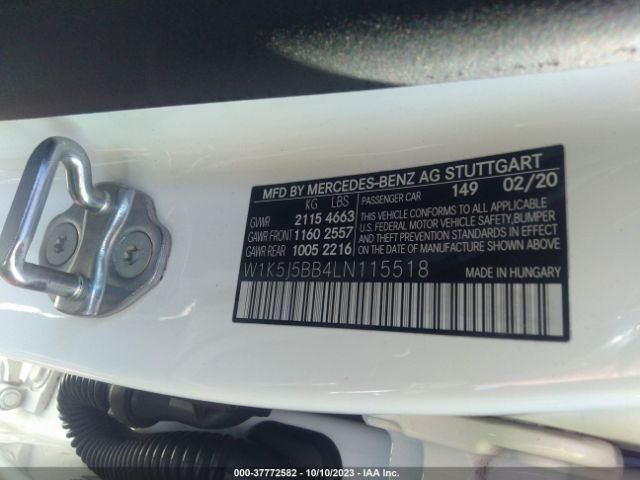 MFD BY MERCEDES-BENZ AG STUTTGART
KG LBS PASSENGER CAR 149 02/20
GVWR 2115 4663 THIS VEHICLE CONFORMS TO ALL APPLICABLE
GAWR FRONT 1160 2557 FEDERAL MOTOR VEHICLE SAFETY, BUMPER
GAWR REAR 1005 2216 AND THEFT PREVENTION STANDARDS IN EFFECT
ON THE DATE OF MANUFACTURE SHOWN ABOVE
W1K5J5BB4LN115518 MADE IN GERMANY
000-37772582 / 10/10/2023 - IAA Inc.